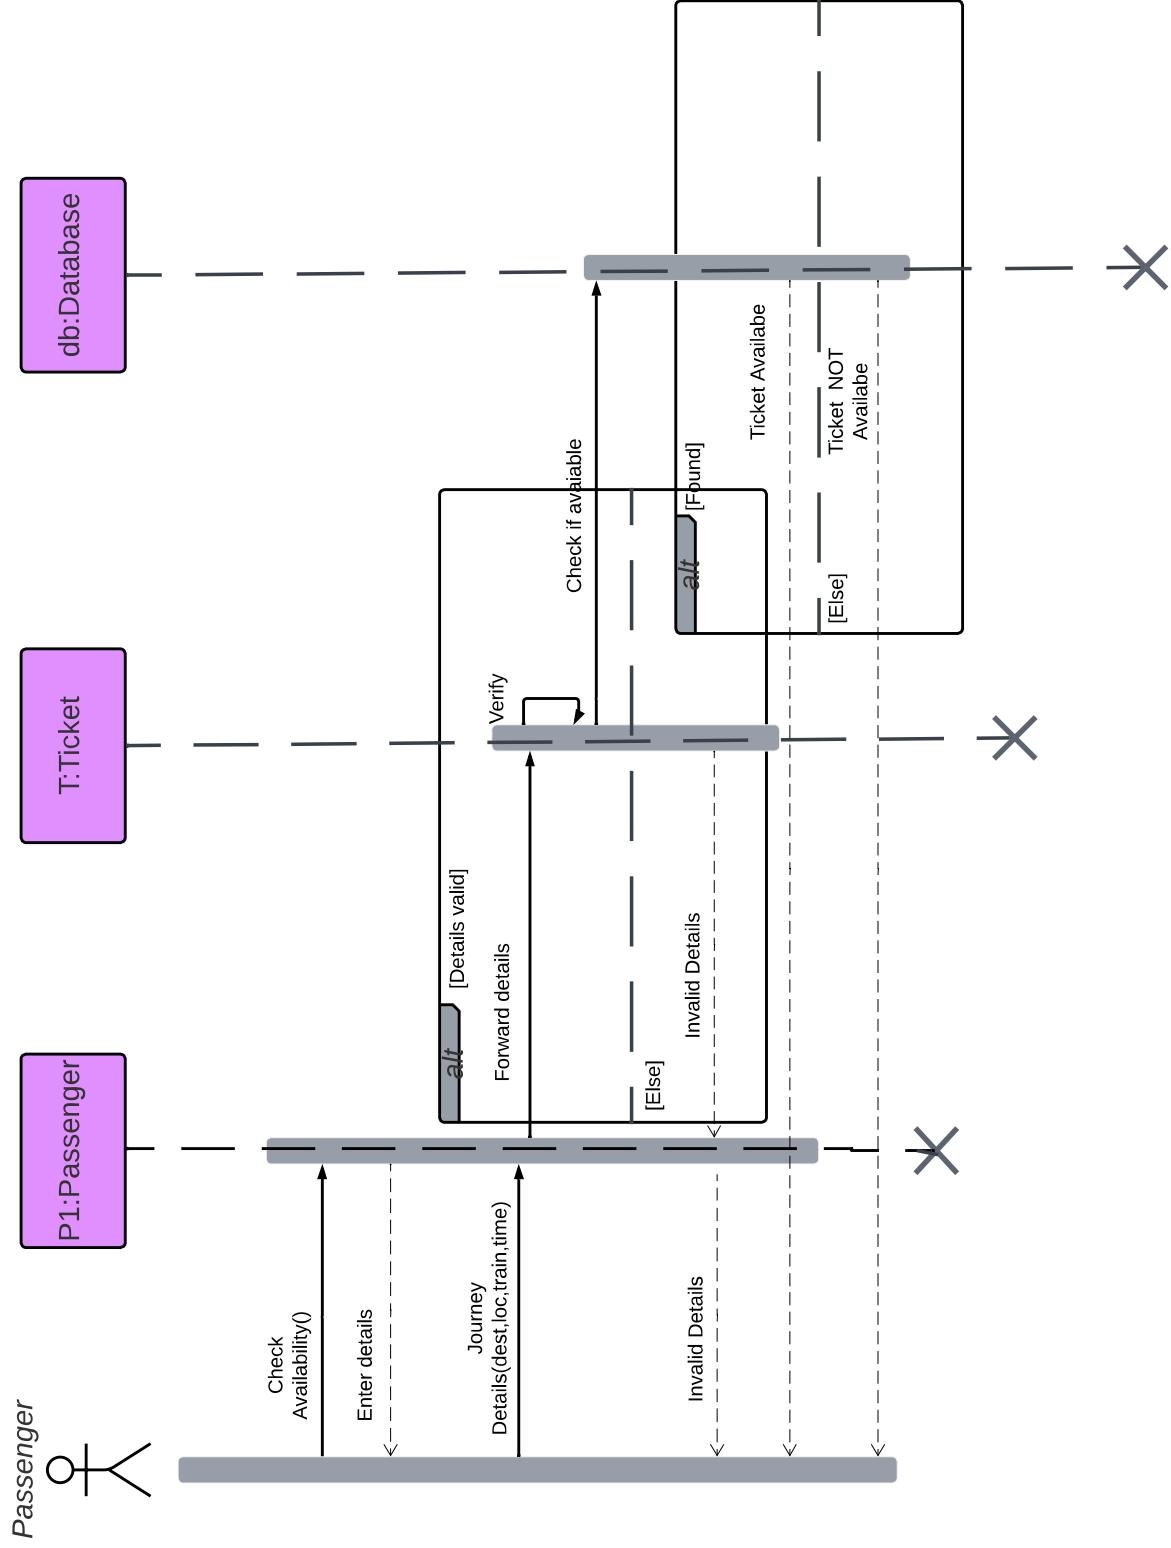 Passenger
P1:Passenger
T:Ticket
db:Database
Check
Availability()
Enter details
Journey
Details(dest,loc,train,time)
alt
[Details valid]
Forward details
Verify
Check if avaiable
[Else]
Invalid Details
Invalid Details
alt
[Found]
Ticket Availabe
[Else]
Ticket NOT
Availabe